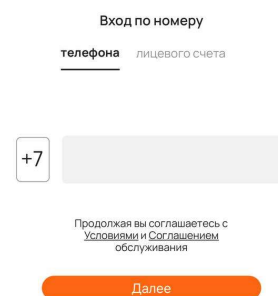 Вход по номеру
телефона лицевого счета
+7
Продолжая вы соглашаетесь с
Условиями и Соглашением
обслуживания
Далее